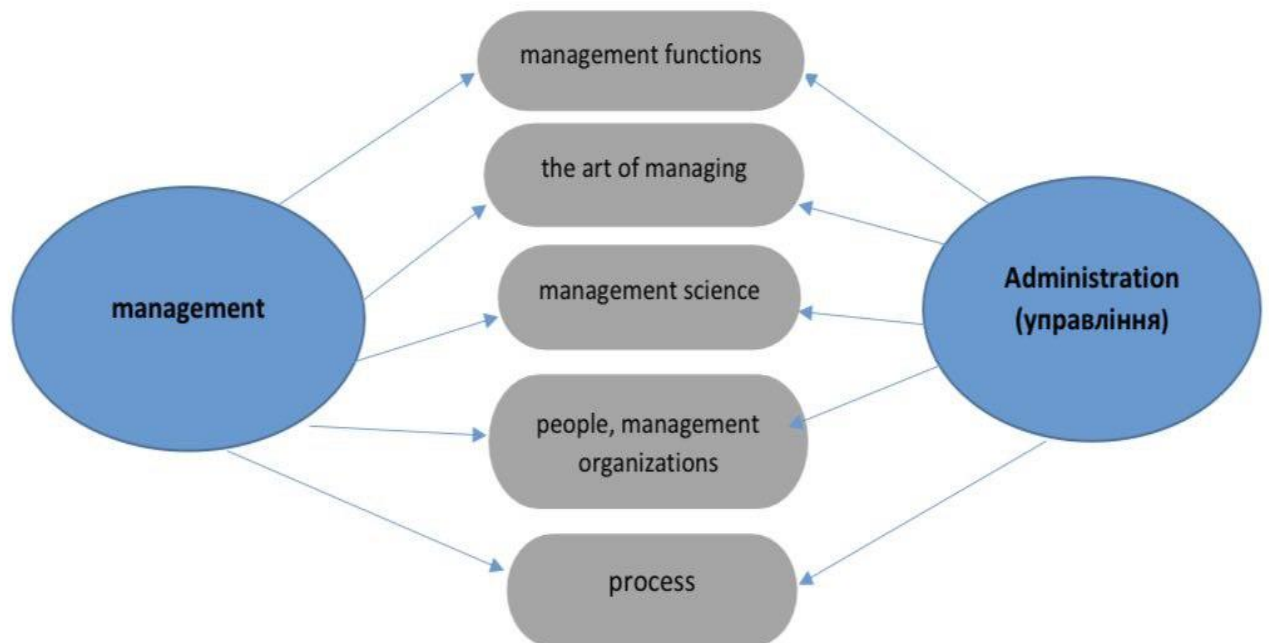 management functions
the art of managing
management science
people, management
organizations
process
management
Administration
(управління)